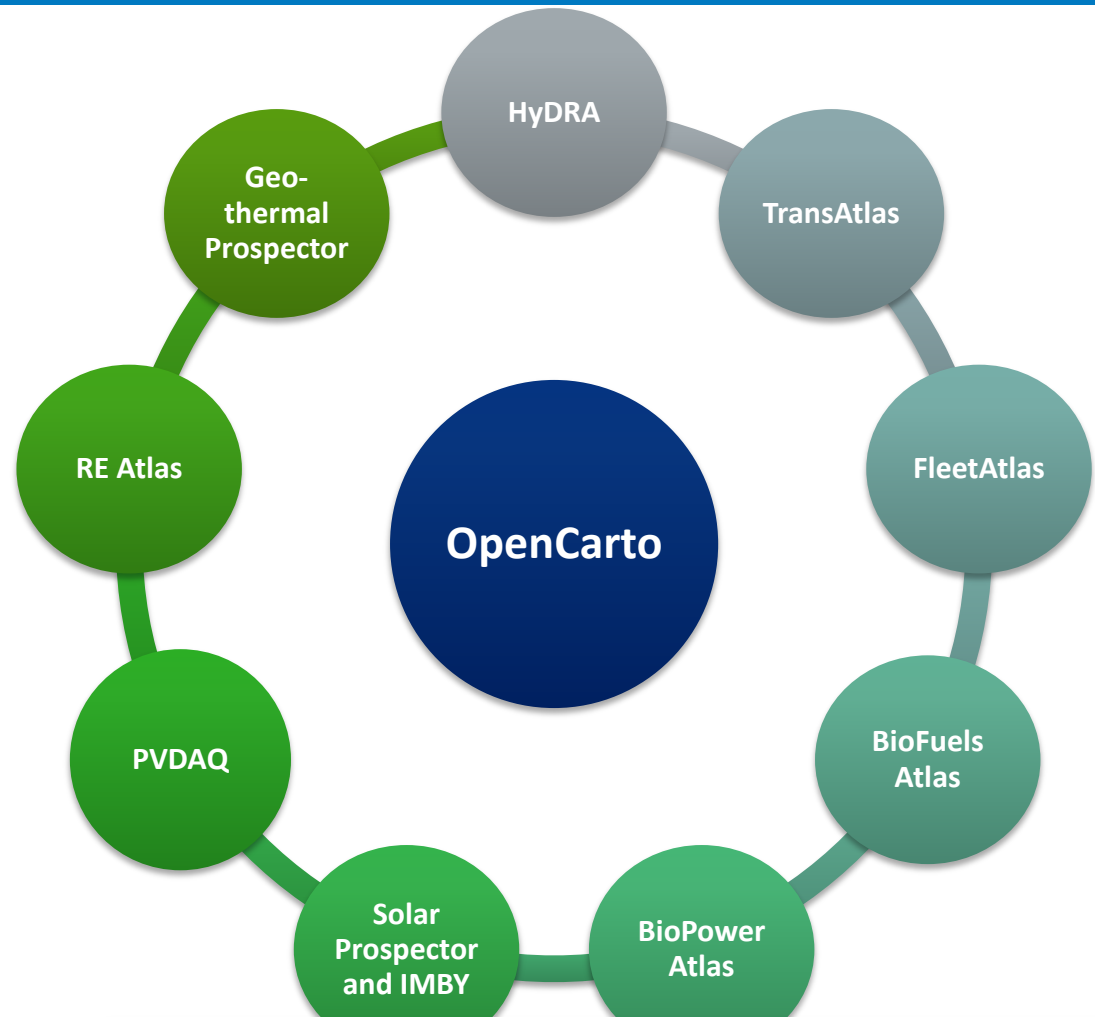 HyDRA
TransAtlas
FleetAtlas
BioFuels
Atlas
BioPower
Atlas
Solar
Prospector
and IMBY
PVDAQ
RE Atlas
Geo-
thermal
Prospector
OpenCarto